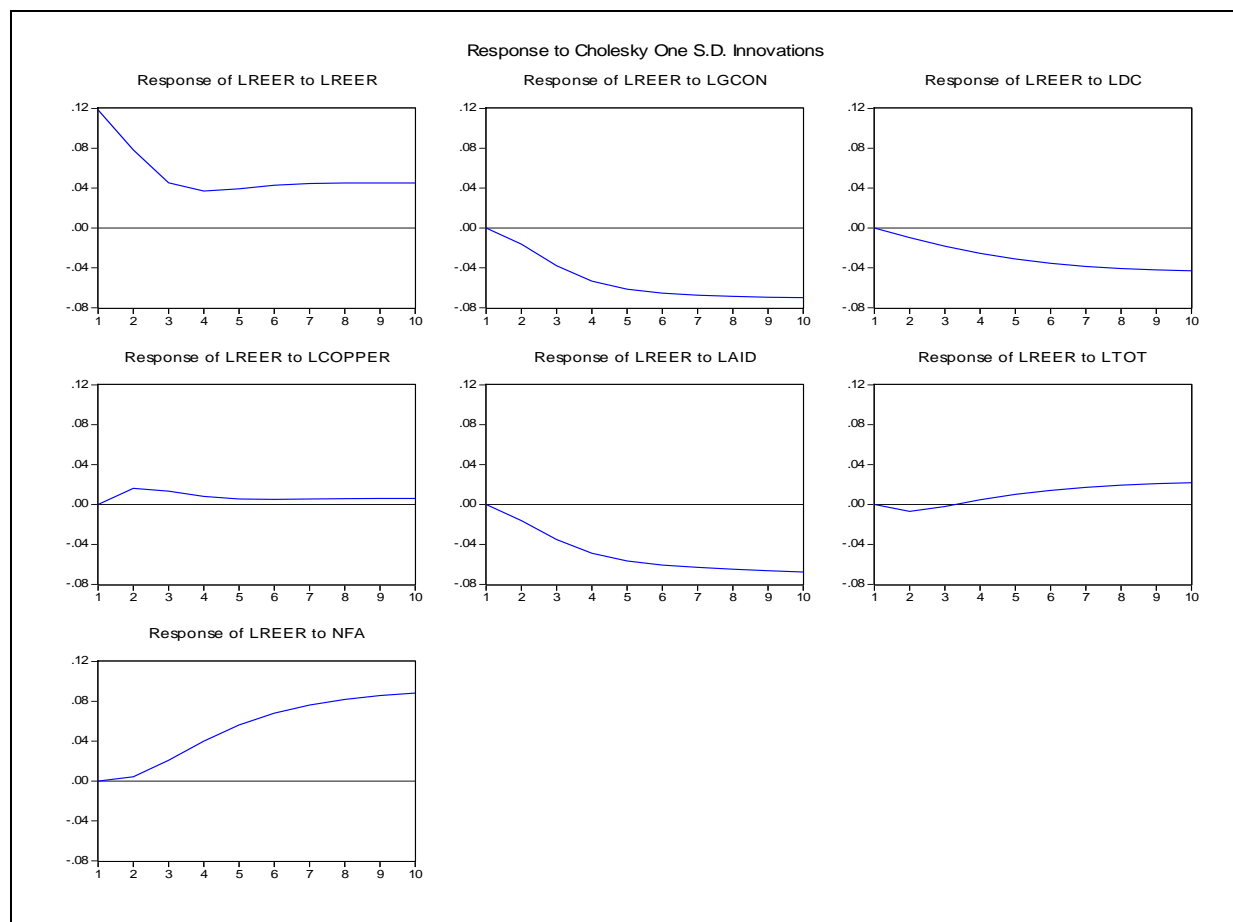 Response to Cholesky One S.D. Innovations
Response of LREER to LREER
.12
.08
.04
.00
-.04
-.08
1 2 3 4 5 6 7 8 9 10
Response of LREER to LGCON
.12
.08
.04
.00
-.04
-.08
1 2 3 4 5 6 7 8 9 10
Response of LREER to LDC
.12
.08
.04
.00
-.04
-.08
1 2 3 4 5 6 7 8 9 10
Response of LREER to LCOPPER
.12
.08
.04
.00
-.04
-.08
1 2 3 4 5 6 7 8 9 10
Response of LREER to LAID
.12
.08
.04
.00
-.04
-.08
1 2 3 4 5 6 7 8 9 10
Response of LREER to LTOT
.12
.08
.04
.00
-.04
-.08
1 2 3 4 5 6 7 8 9 10
Response of LREER to NFA
.12
.08
.04
.00
-.04
-.08
1 2 3 4 5 6 7 8 9 10